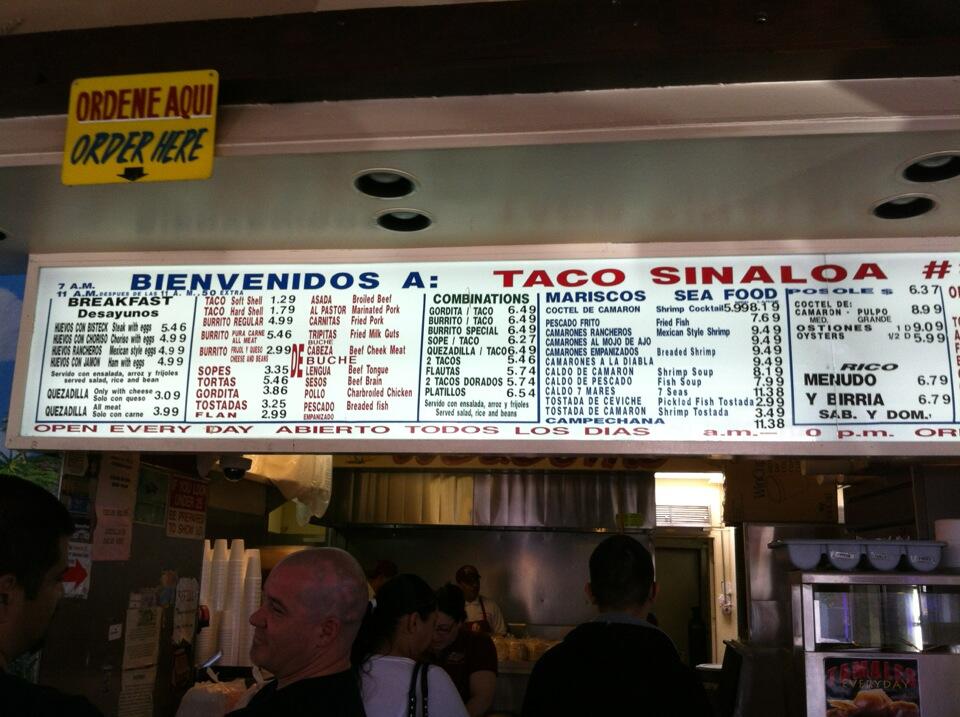 ORDENE AQUI
ORDER HERE
BIENVENIDOS A: TACO SINALOA #
7 A.M.
11 A.M. DESPUES DE LAS 11 A.M. .50 EXTRA
BREAKFAST
Desayunos
HUEVOS CON BISTECK Steak with eggs 5.46
HUEVOS CON CHORISO Choriso with eggs 4.99
HUEVOS RANCHEROS Mexican style eggs 4.99
HUEVOS CON JAMON Ham with eggs 4.99
Servido con ensalada, arroz y frijoles
served salad, rice and bean
QUEZADILLA Only with cheese Solo con queso 3.09
QUEZADILLA All meat Solo con carne 3.99
TACO Soft Shell 1.29
TACO Hard Shell 1.79
BURRITO REGULAR 4.99
BURRITO PURA CARNE ALL MEAT 5.46
BURRITO FRIJOL Y QUESO CHEESE AND BEANS 2.99
SOPES 3.35
TORTAS 5.46
GORDITA 3.86
TOSTADAS 3.25
FLAN 2.99
DE
ASADA Broiled Beef
AL PASTOR Marinated Pork
CARNITAS Fried Pork
TRIPITAS Fried Milk Guts
BUCHE
CABEZA Beef Cheek Meat
BUCHE
LENGUA Beef Tongue
SESOS Beef Brain
POLLO Charbroiled Chicken
PESCADO EMPANIZADO Breaded fish
COMBINATIONS
GORDITA / TACO 6.49
BURRITO / TACO 6.49
BURRITO SPECIAL 6.49
SOPE / TACO 6.27
QUEZADILLA / TACO 6.49
2 TACOS 5.46
FLAUTAS 5.74
2 TACOS DORADOS 5.74
PLATILLOS 6.54
Servido con ensalada, arroz y frijoles
Served salad, rice and beans
MARISCOS SEA FOOD
COCTEL DE CAMARON Shrimp Cocktail 5.99 8.19
PESCADO FRITO Fried Fish 7.69
CAMARONES RANCHEROS Mexican Style Shrimp 9.49
CAMARONES AL MOJO DE AJO 9.49
CAMARONES EMPANIZADOS Breaded Shrimp 9.49
CAMARONES A LA DIABLA 9.49
CALDO DE CAMARON Shrimp Soup 8.19
CALDO DE PESCADO Fish Soup 7.99
CALDO 7 MARES 7 Seas 11.38
TOSTADA DE CEVICHE Pickled Fish Tostada 2.99
TOSTADA DE CAMARON Shrimp Tostada 3.49
CAMPECHANA 11.38
POSOLE $ 6.37
COCTEL DE:
CAMARON - PULPO 8.99
MED. GRANDE
OSTIONES 1 D 9.09
OYSTERS 1/2 D 5.99
RICO
MENUDO 6.79
Y BIRRIA 6.79
SAB. Y DOM.
OPEN EVERY DAY ABIERTO TODOS LOS DIAS a.m.— 0 p.m.
TAMALES
EVERYDAY